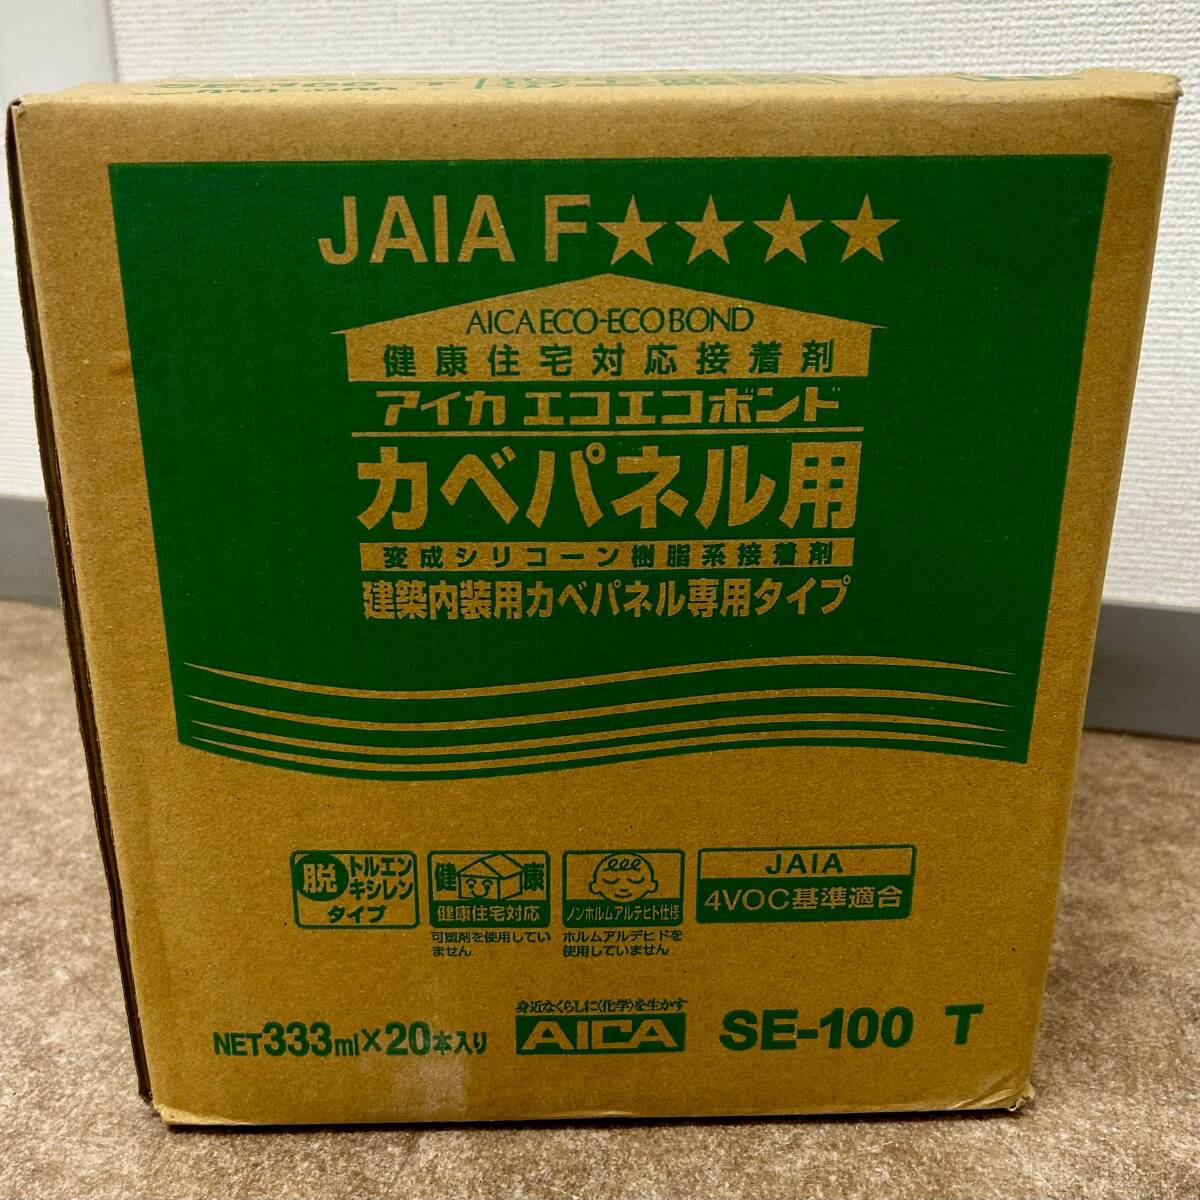 JAIA F★★★★
AICA ECO-ECO BOND
健康住宅対応接着剤
アイカ エコエコボンド
カベパネル用
変成シリコーン樹脂系接着剤
建築内装用カベパネル専用タイプ
脱 トルエン
キシレン
タイプ
健 康
健康住宅対応
可塑剤を使用してい
ません
ノンホルムアルデヒト仕様
ホルムアルデヒドを
使用していません
JAIA
4VOC基準適合
NET333ml×20本入り
身近なくらしに〈化学〉を生かす
AICA
SE-100 T